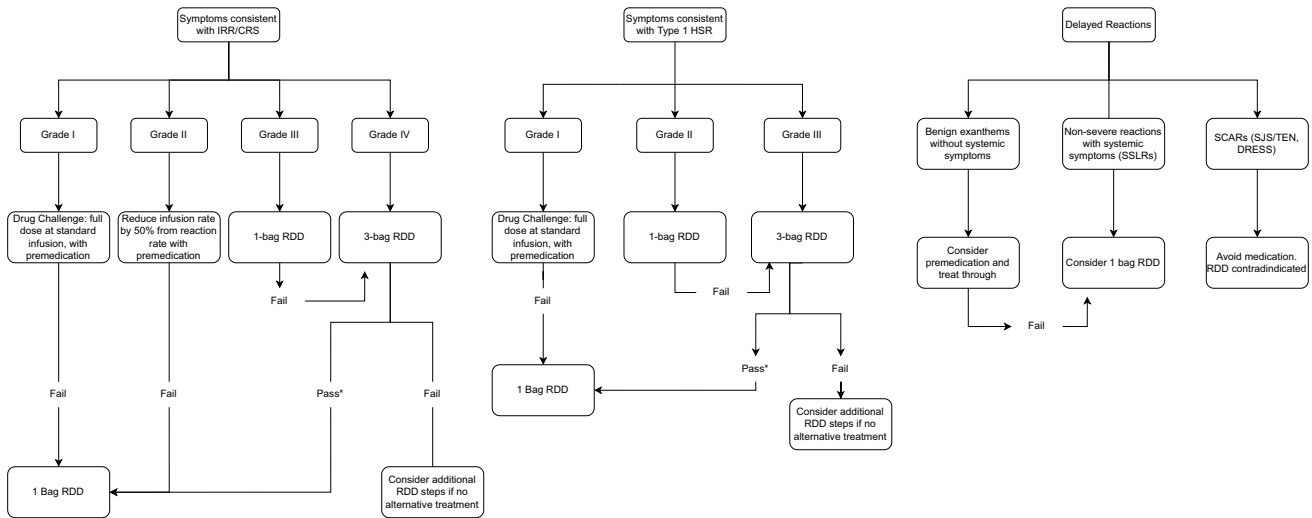 Symptoms consistent
with IRR/CRS
Grade I
Grade II
Grade III
Grade IV
Drug Challenge: full
dose at standard
infusion, with
premedication
Reduce infusion rate
by 50% from reaction
rate with
premedication
1-bag RDD
3-bag RDD
Fail
Fail
Fail
Pass*
Fail
1 Bag RDD
Consider additional
RDD steps if no
alternative treatment
Symptoms consistent
with Type 1 HSR
Grade I
Grade II
Grade III
Drug Challenge: full
dose at standard
infusion, with
premedication
1-bag RDD
3-bag RDD
Fail
Fail
Pass*
Fail
1 Bag RDD
Consider additional
RDD steps if no
alternative treatment
Delayed Reactions
Benign exanthems
without systemic
symptoms
Non-severe reactions
with systemic
symptoms (SSLRs)
SCARs (SJS/TEN,
DRESS)
Consider
premedication and
treat through
Consider 1 bag RDD
Avoid medication.
RDD contradindicated
Fail